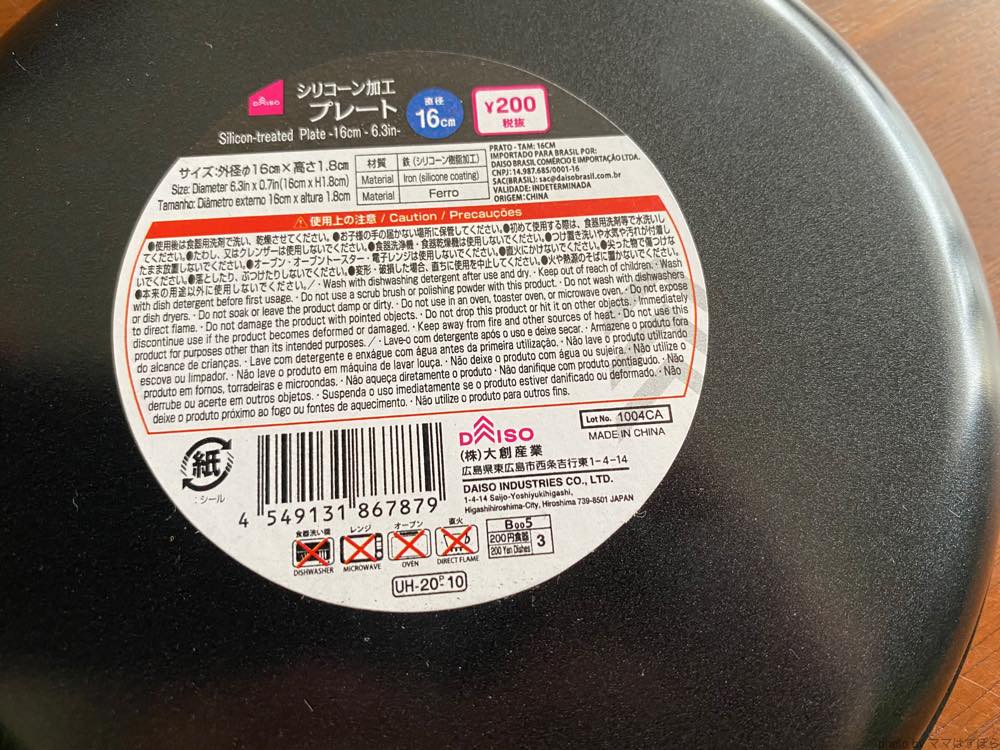 DAISO
シリコーン加工
プレート
Silicon-treated Plate -16cm・6.3in-
直径
16cm
¥200
税抜
サイズ:外径φ16cm×高さ1.8cm
Size: Diameter 6.3in x 0.7in(16cm x H1.8cm)
Tamanho: Diâmetro externo 16cm x altura 1.8cm
材質 鉄(シリコーン樹脂加工)
Material Iron (silicone coating)
Material Ferro
PRATO - TAM: 16CM
IMPORTADO PARA BRASIL POR:
DAISO BRASIL COMÉRCIO E IMPORTAÇÃO LTDA.
CNPJ: 14.987.685/0001-16
SAC(BRASIL): sac@daisobrasil.com.br
VALIDADE: INDETERMINADA
ORIGEM: CHINA
⚠使用上の注意 / Caution / Precauções
●使用後は食器用洗剤で洗い、乾燥させてください。●お子様の手の届かない場所に保管してください。●初めて使用する際は、食器用洗剤等で水洗いし
てください。●たわし、又はクレンザーは使用しないでください。●食器洗浄機・食器乾燥機は使用しないでください。●つけ置き洗いや水気や汚れが付着し
たまま放置しないでください。●オーブン・オーブントースター・電子レンジは使用しないでください。●直火にかけないでください。●尖った物で傷つけな
いでください。●落としたり、ぶつけたりしないでください。●変形・破損した場合、直ちに使用を中止してください。●火や熱源のそばに置かないでください。
●本来の用途以外に使用しないでください。／・Wash with dishwashing detergent after use and dry. · Keep out of reach of children. · Wash
with dish detergent before first usage. · Do not use a scrub brush or polishing powder with this product. · Do not wash with dishwashers
or dish dryers. · Do not soak or leave the product damp or dirty. · Do not use in an oven, toaster oven, or microwave oven. · Do not expose
to direct flame. · Do not damage the product with pointed objects. · Do not drop this product or hit it on other objects. · Immediately
discontinue use if the product becomes deformed or damaged. · Keep away from fire and other sources of heat. · Do not use this
product for purposes other than its intended purposes. ／ · Lave-o com detergente após o uso e deixe secar. · Armazene o produto fora
do alcance de crianças. · Lave com detergente e enxágue com água antes da primeira utilização. · Não lave o produto utilizando
escova ou limpador. · Não lave o produto em máquina de lavar louça. · Não deixe o produto com água ou sujeira. · Não utilize o
produto em fornos, torradeiras e microondas. · Não aqueça diretamente o produto · Não danifique com produto pontiagudo. · Não
derrube ou acerte em outros objetos. · Suspenda o uso imediatamente se o produto estiver danificado ou deformado. · Não
deixe o produto próximo ao fogo ou fontes de aquecimento. · Não utilize o produto para outros fins.
紙
:シール
4 549131 867879
DAISO
(株)大創産業
広島県東広島市西条吉行東1-4-14
DAISO INDUSTRIES CO., LTD.
1-4-14 Saijo-Yoshiyukihigashi,
Higashihiroshima-City, Hiroshima 739-8501 JAPAN
Lot No. 1004CA
MADE IN CHINA
食器洗い機
DISHWASHER
レンジ
MICROWAVE
オーブン
OVEN
直火
DIRECT FLAME
B005
200円食器
200 Yen Dishes
3
UH-20-P-10